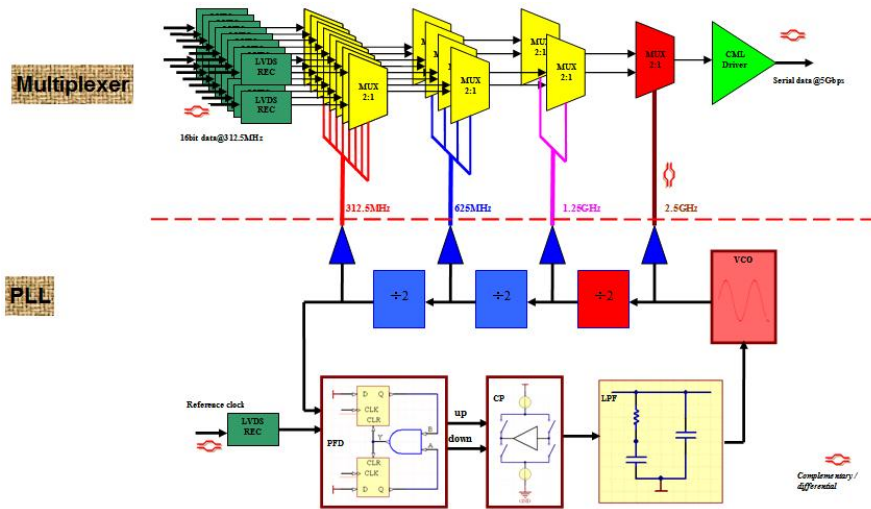 Multiplexer
LVDS
REC
LVDS
REC
16bit data@312.5MHz
MUX
2:1
MUX
2:1
MUX
2:1
MUX
2:1
CML
Driver
Serial data@5Gbps
312.5MHz
625MHz
1.25GHz
2.5GHz
PLL
÷2
÷2
÷2
VCO
Reference clock
LVDS
REC
PFD
D Q
CLK
CLR
Y
B
A
CLR
CLK
D Q
up
down
CP
LPF
Complementary /
differential